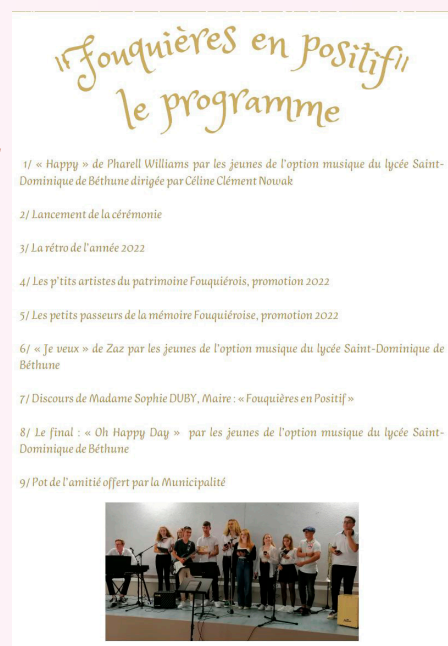 "Fouquières en positif"
le programme
1/ « Happy » de Pharell Williams par les jeunes de l'option musique du lycée Saint-
Dominique de Béthune dirigée par Céline Clément Nowak
2/ Lancement de la cérémonie
3/ La rétro de l'année 2022
4/ Les p'tits artistes du patrimoine Fouquiérois, promotion 2022
5/ Les petits passeurs de la mémoire Fouquiéroise, promotion 2022
6/ « Je veux » de Zaz par les jeunes de l'option musique du lycée Saint-Dominique de
Béthune
7/ Discours de Madame Sophie DUBY, Maire : « Fouquières en Positif »
8/ Le final : « Oh Happy Day » par les jeunes de l'option musique du lycée Saint-
Dominique de Béthune
9/ Pot de l'amitié offert par la Municipalité